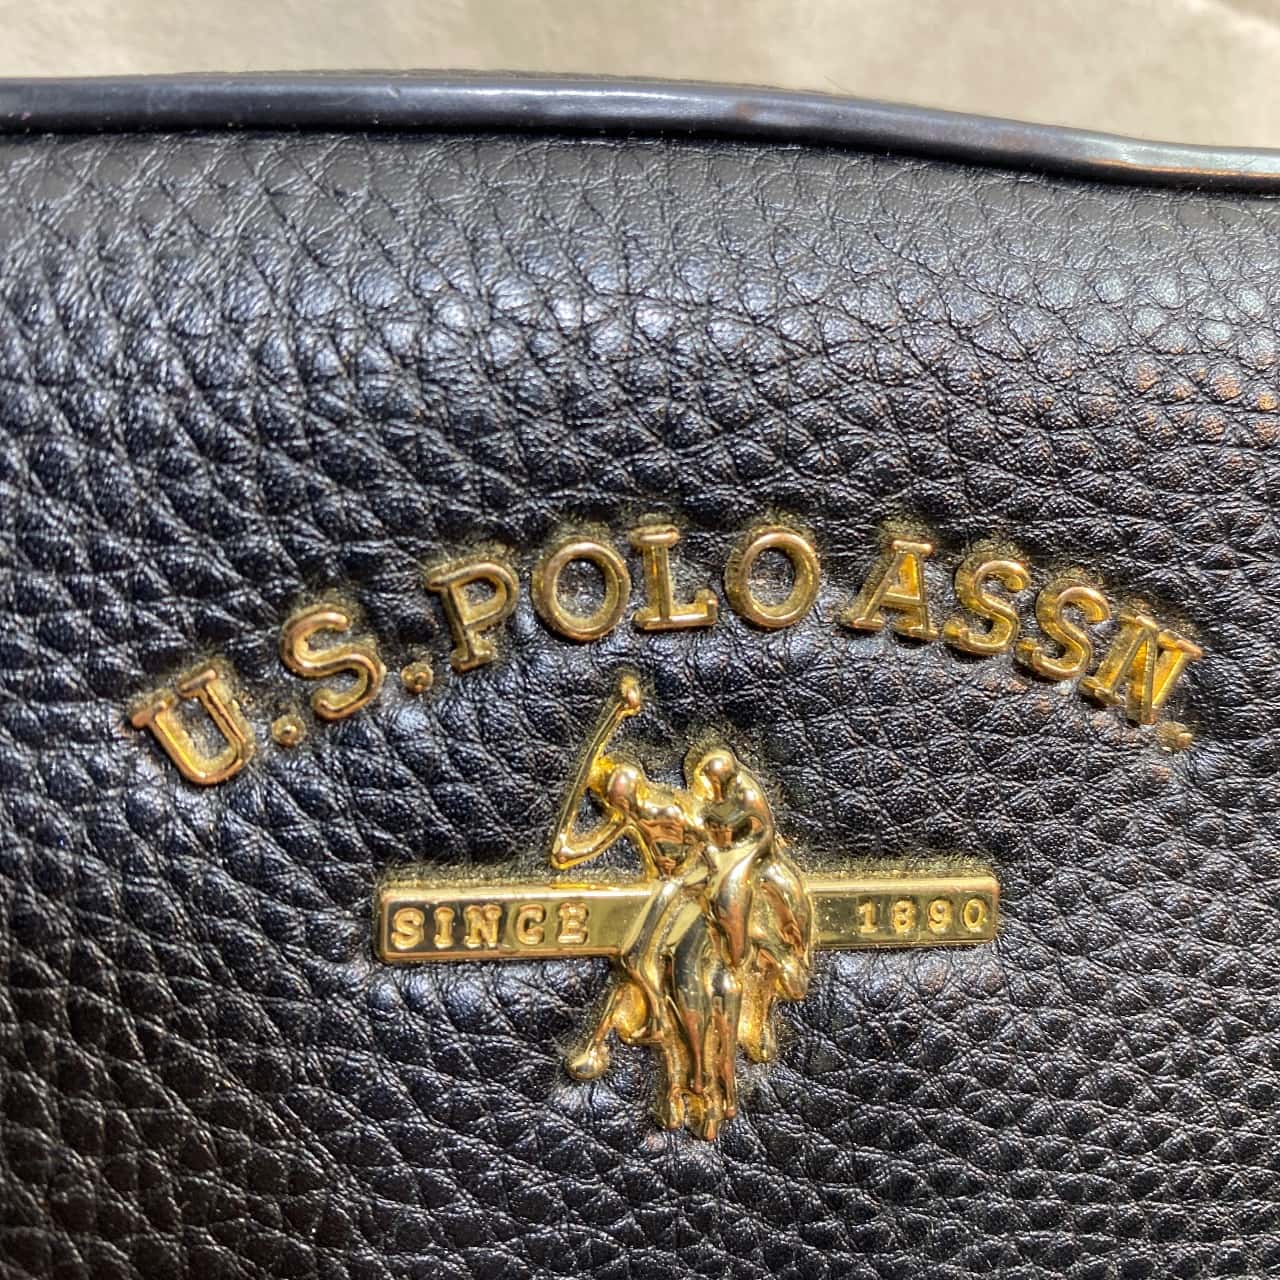 U.S. POLO ASSN.
SINCE 1890